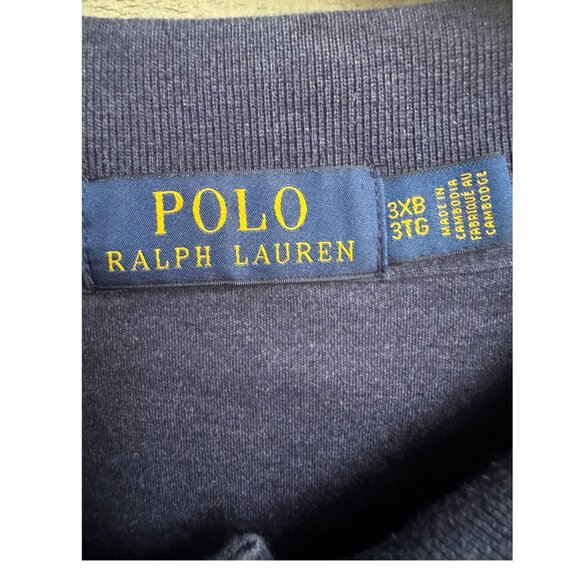 POLO
RALPH LAUREN
3XB
3TG
MADE IN
CAMBODIA
FABRIQUÉ AU
CAMBODGE